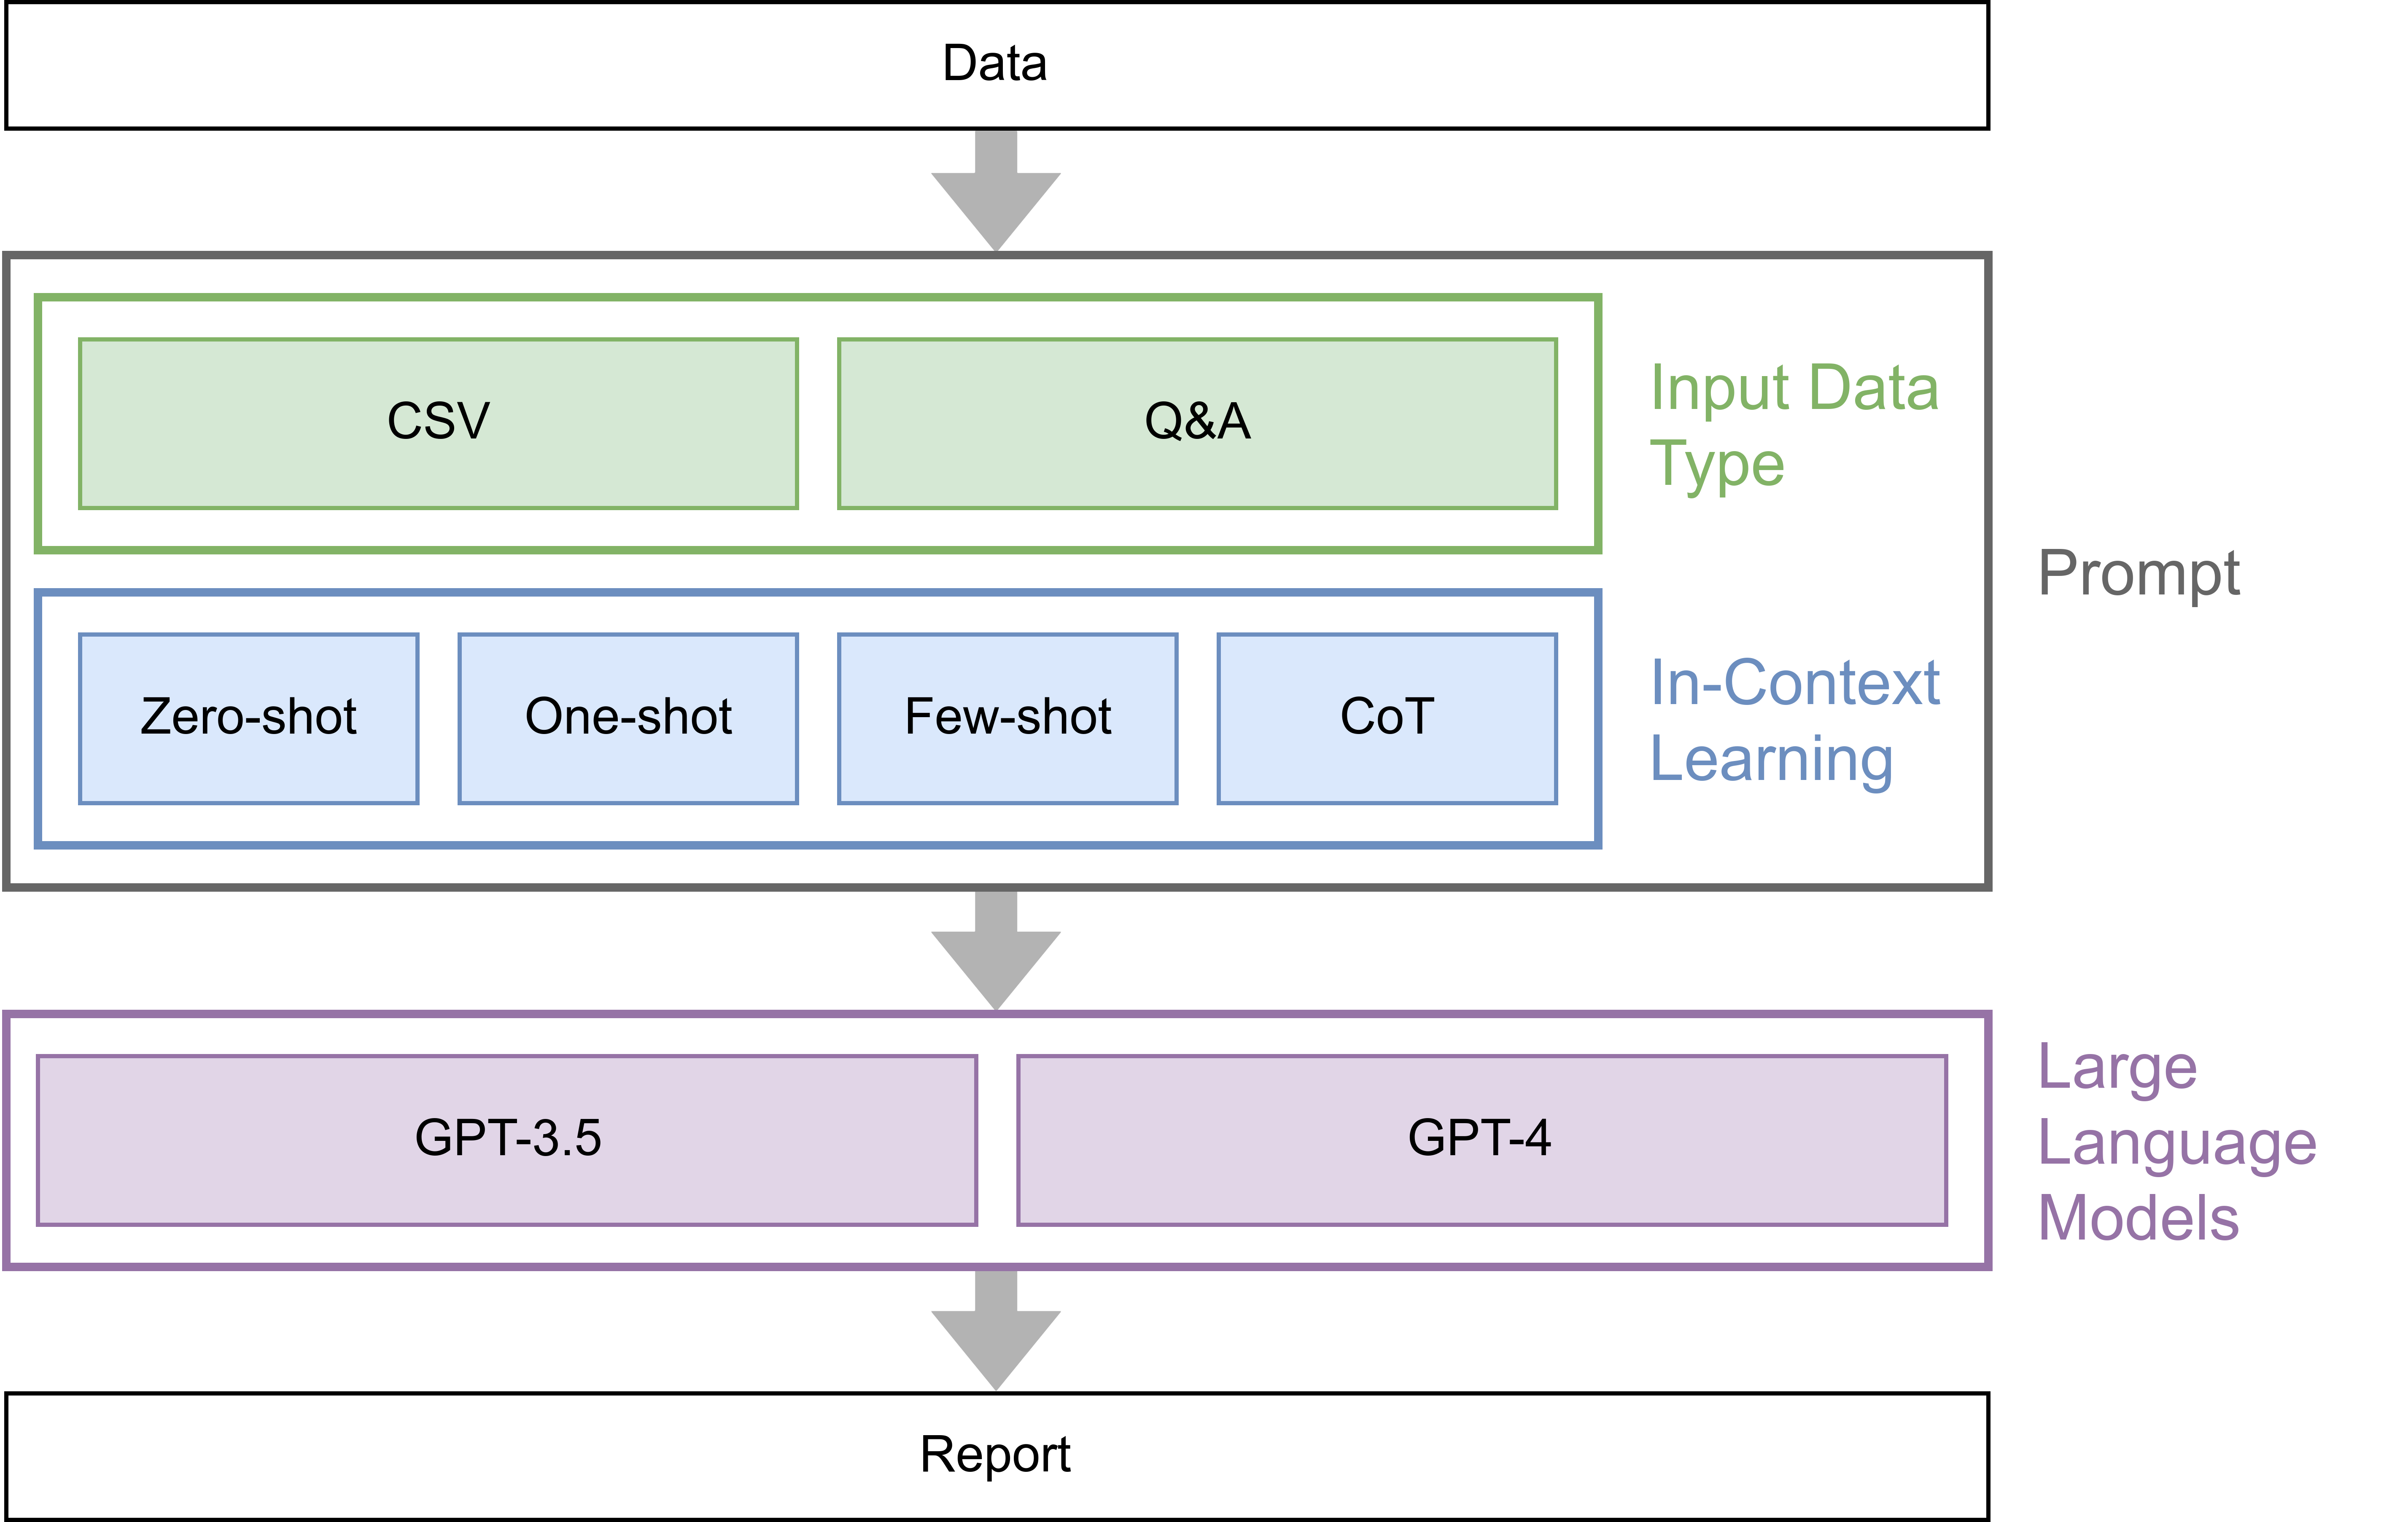 Data
CSV
Q&A
Input Data
Type
Prompt
Zero-shot
One-shot
Few-shot
CoT
In-Context
Learning
GPT-3.5
GPT-4
Large
Language
Models
Report